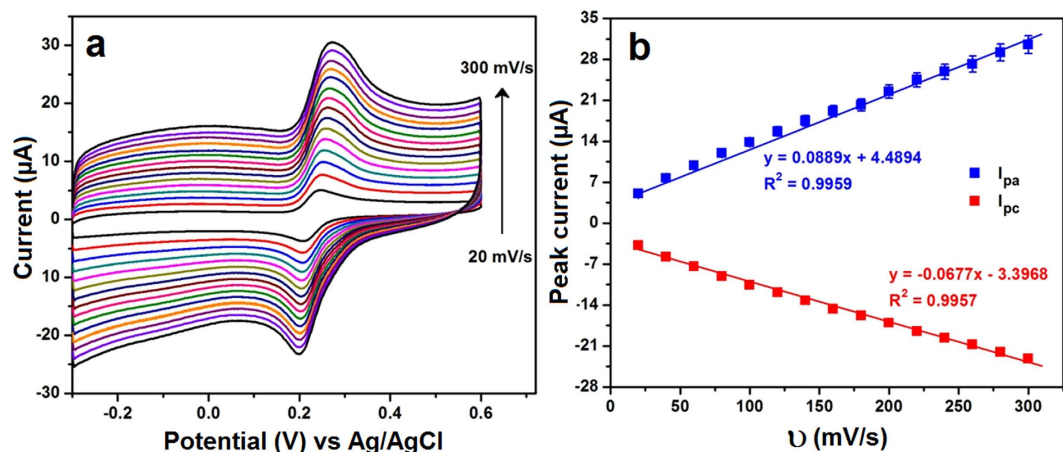 a
Current (µA)
30
20
10
0
-10
-20
-30
300 mV/s
20 mV/s
-0.2
0.0
0.2
0.4
0.6
Potential (V) vs Ag/AgCl
b
Peak current (µA)
35
28
21
14
7
0
-7
-14
-21
-28
y = 0.0889x + 4.4894
R² = 0.9959
Ipa
Ipc
y = -0.0677x - 3.3968
R² = 0.9957
0
50
100
150
200
250
300
υ (mV/s)